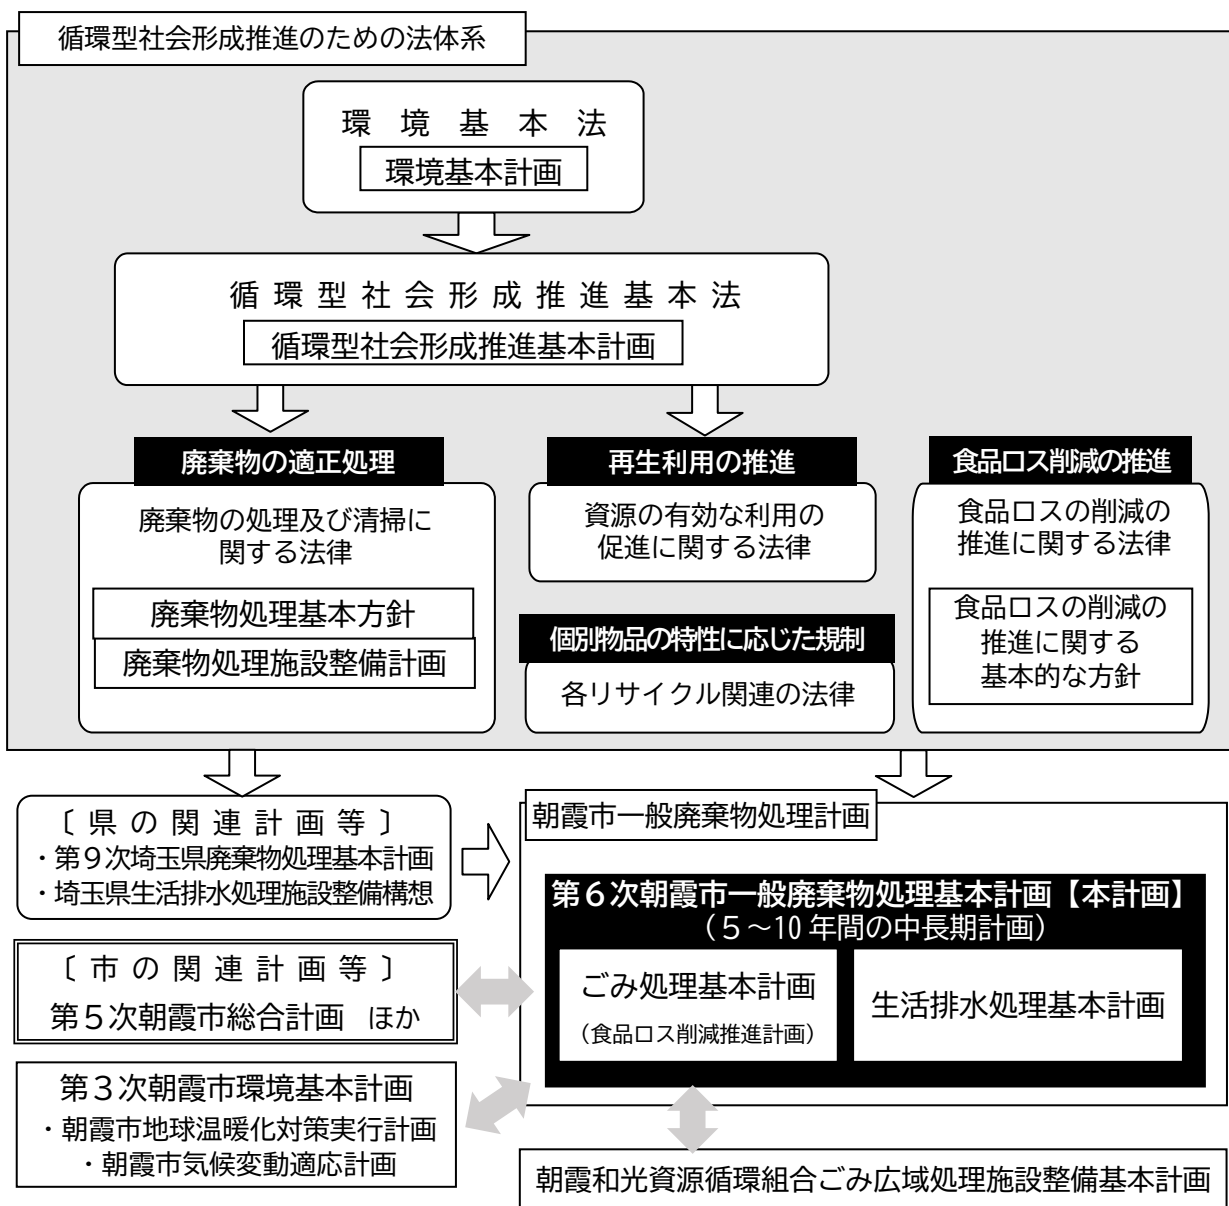 循環型社会形成推進のための法体系
環境基本法
環境基本計画
循環型社会形成推進基本法
循環型社会形成推進基本計画
廃棄物の適正処理
廃棄物の処理及び清掃に
関する法律
廃棄物処理基本方針
廃棄物処理施設整備計画
再生利用の推進
資源の有効な利用の
促進に関する法律
個別物品の特性に応じた規制
各リサイクル関連の法律
食品ロス削減の推進
食品ロスの削減の
推進に関する法律
食品ロスの削減の
推進に関する
基本的な方針
〔県の関連計画等〕
・第9次埼玉県廃棄物処理基本計画
・埼玉県生活排水処理施設整備構想
〔市の関連計画等〕
第5次朝霞市総合計画 ほか
第3次朝霞市環境基本計画
・朝霞市地球温暖化対策実行計画
・朝霞市気候変動適応計画
朝霞市一般廃棄物処理計画
第6次朝霞市一般廃棄物処理基本計画【本計画】
(5~10年間の中長期計画)
ごみ処理基本計画
(食品ロス削減推進計画)
生活排水処理基本計画
朝霞和光資源循環組合ごみ広域処理施設整備基本計画